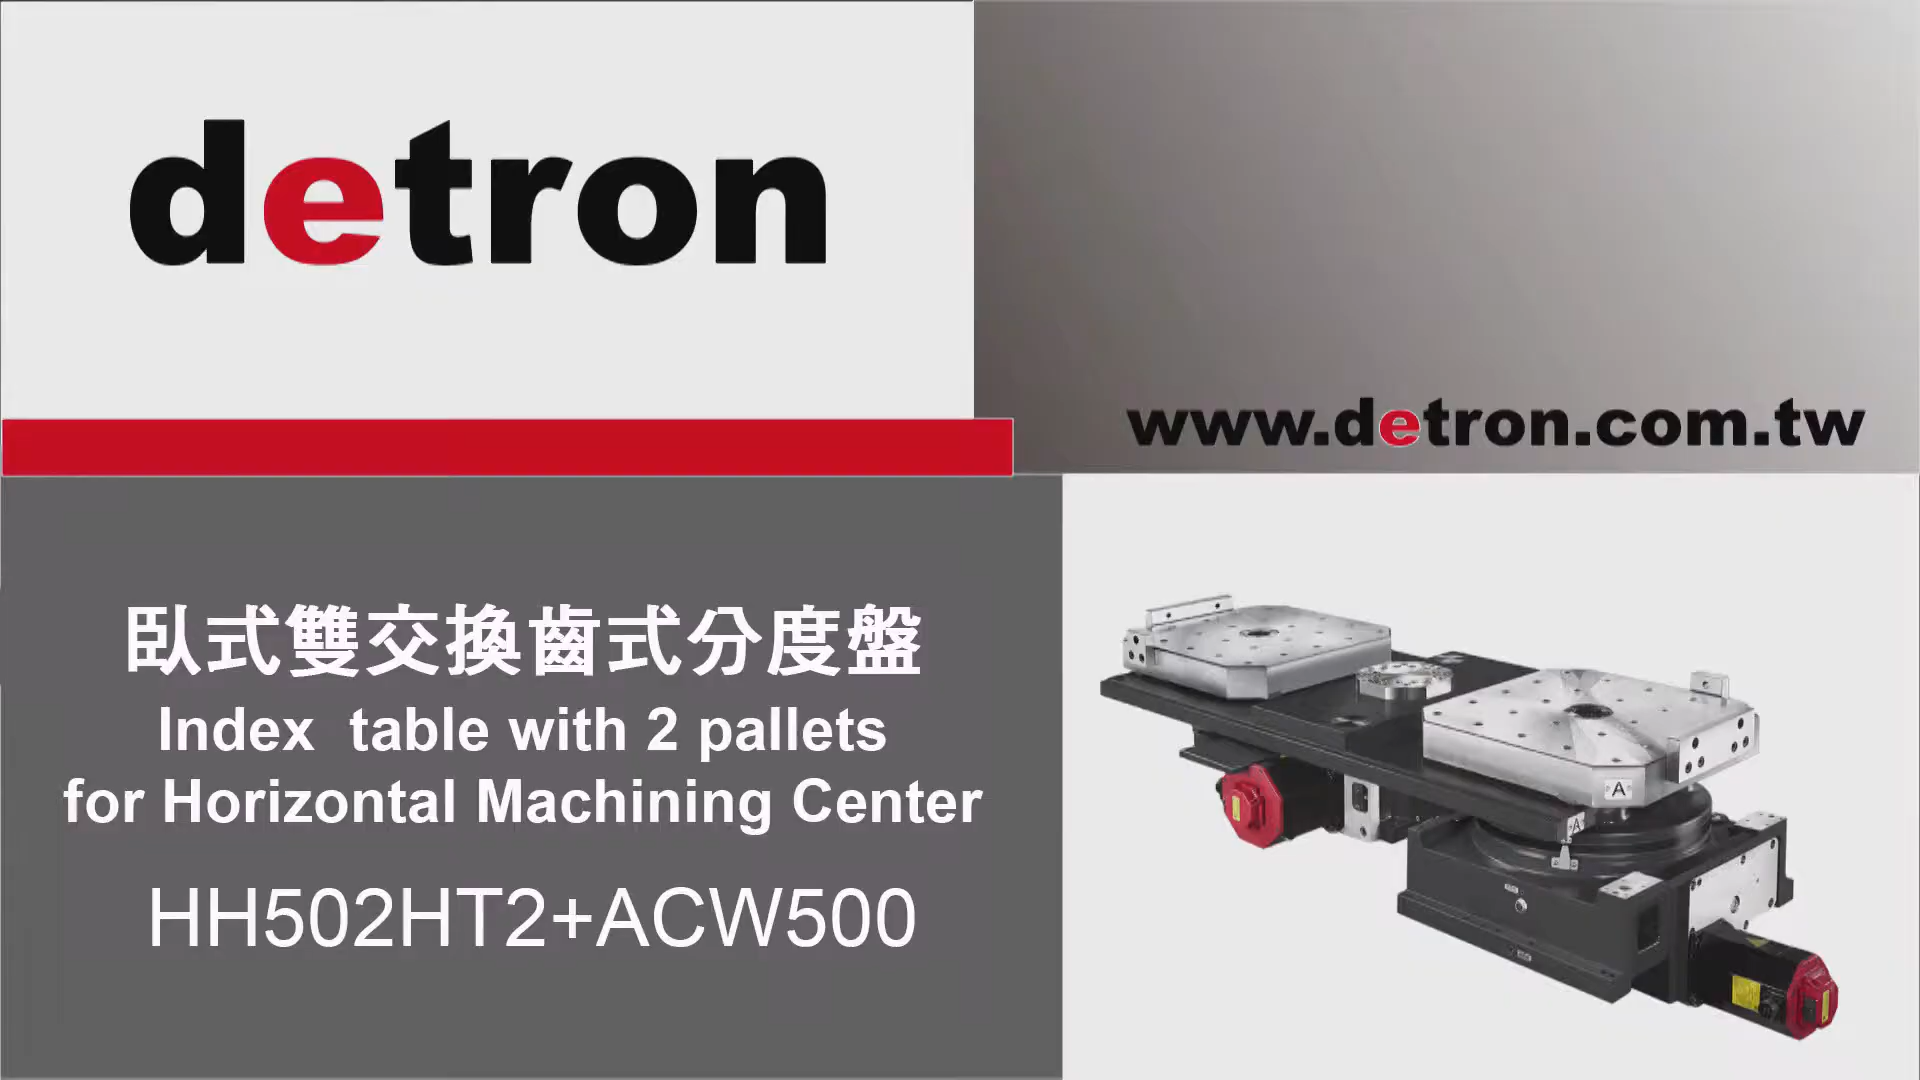 detron
www.detron.com.tw
臥式雙交換齒式分度盤
Index table with 2 pallets
for Horizontal Machining Center
HH502HT2+ACW500
A
A